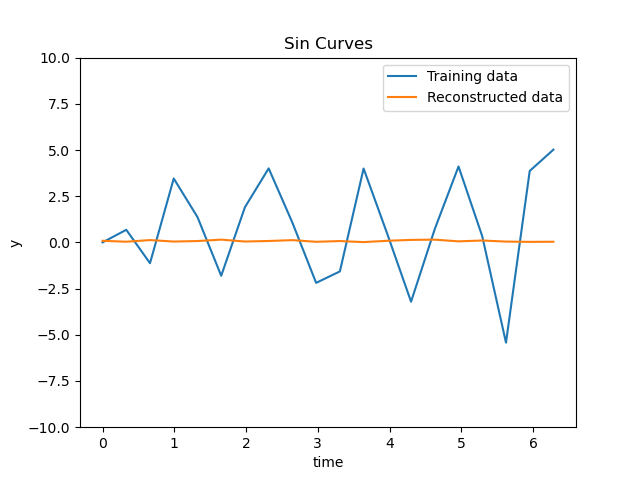 Sin Curves
Training data
Reconstructed data
10.0
7.5
5.0
2.5
0.0
−2.5
−5.0
−7.5
−10.0
y
0 1 2 3 4 5 6
time